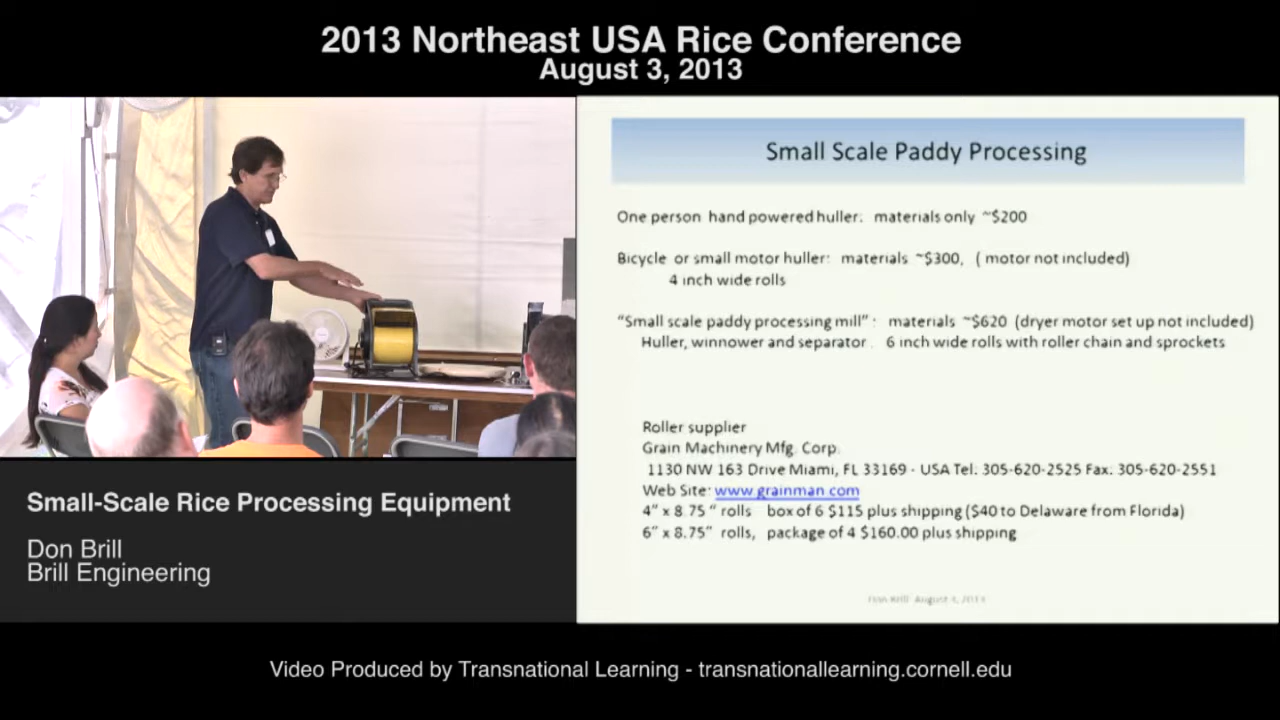 2013 Northeast USA Rice Conference
August 3, 2013
Small Scale Paddy Processing
One person hand powered huller: materials only ~$200
Bicycle or small motor huller: materials ~$300, ( motor not included)
4 inch wide rolls
“Small scale paddy processing mill” : materials ~$620 (dryer motor set up not included)
Huller, winnower and separator . 6 inch wide rolls with roller chain and sprockets
Roller supplier
Grain Machinery Mfg. Corp.
1130 NW 163 Drive Miami, FL 33169 - USA Tel: 305-620-2525 Fax: 305-620-2551
Web Site: www.grainman.com
4” x 8.75 “ rolls box of 6 $115 plus shipping ($40 to Delaware from Florida)
6” x 8.75” rolls, package of 4 $160.00 plus shipping
August 3, 2013
Small-Scale Rice Processing Equipment
Don Brill
Brill Engineering
Video Produced by Transnational Learning - transnationallearning.cornell.edu